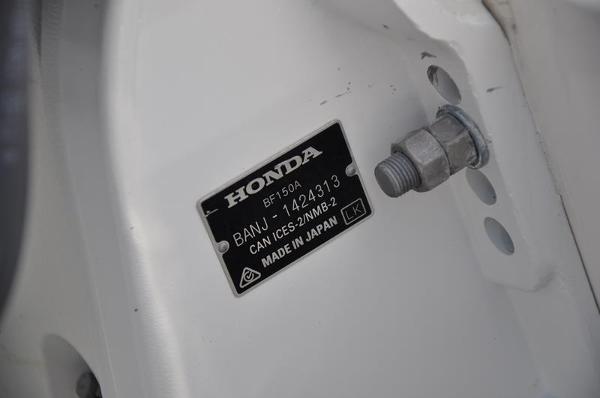 HONDA
BF150A
BANJ - 1424313
CAN ICES-2/NMB-2
MADE IN JAPAN LK